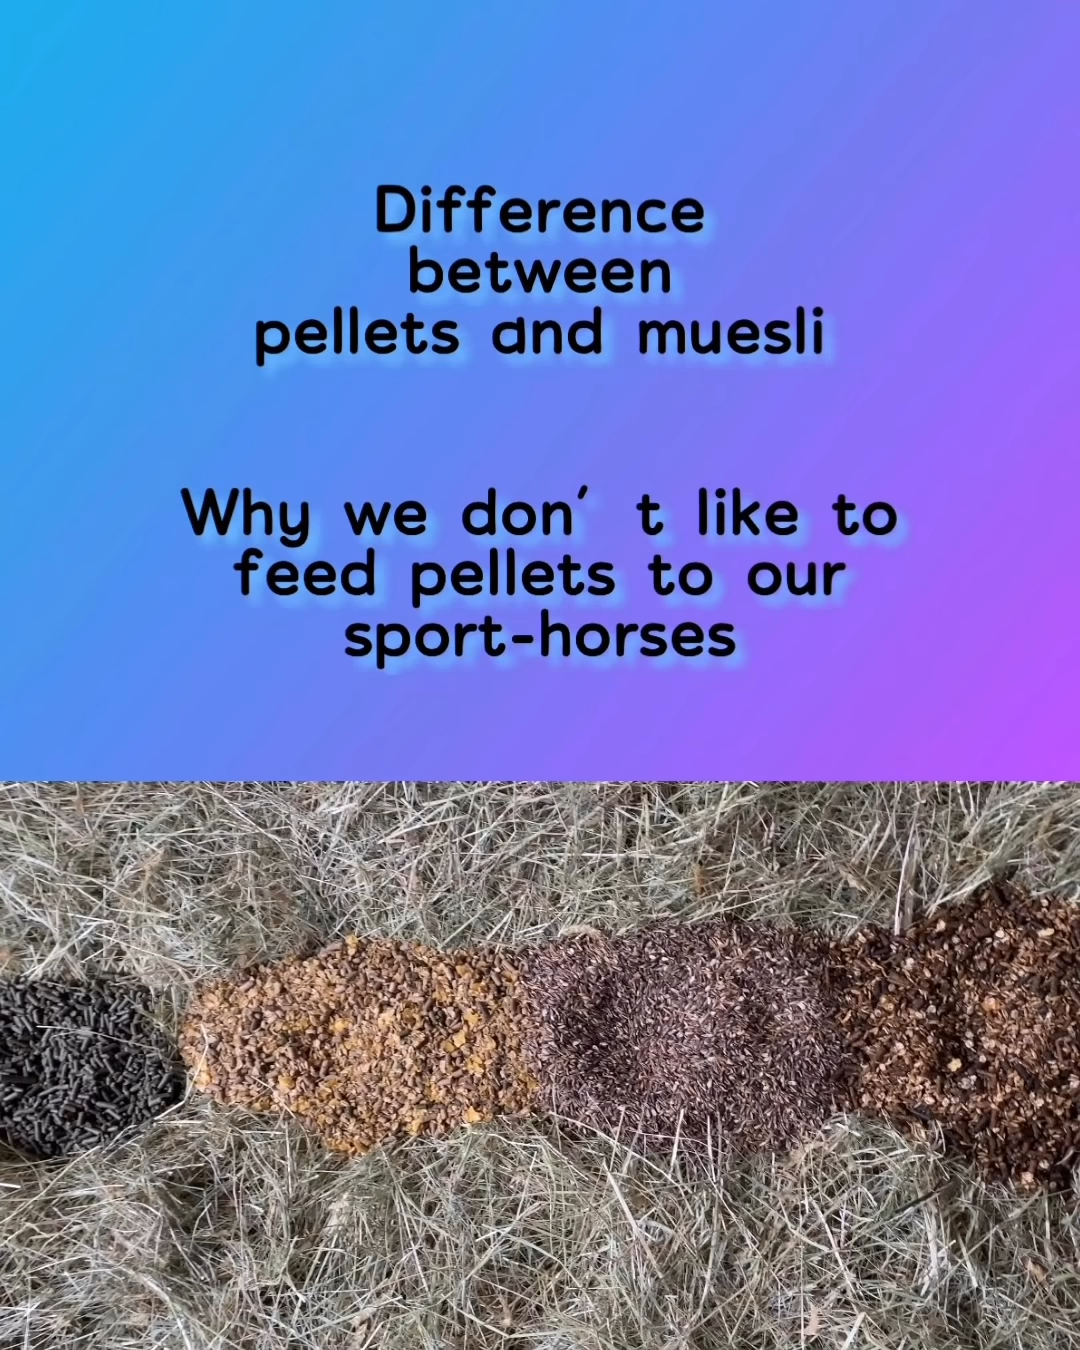 Difference
between
pellets and muesli
Why we don’t like to
feed pellets to our
sport-horses